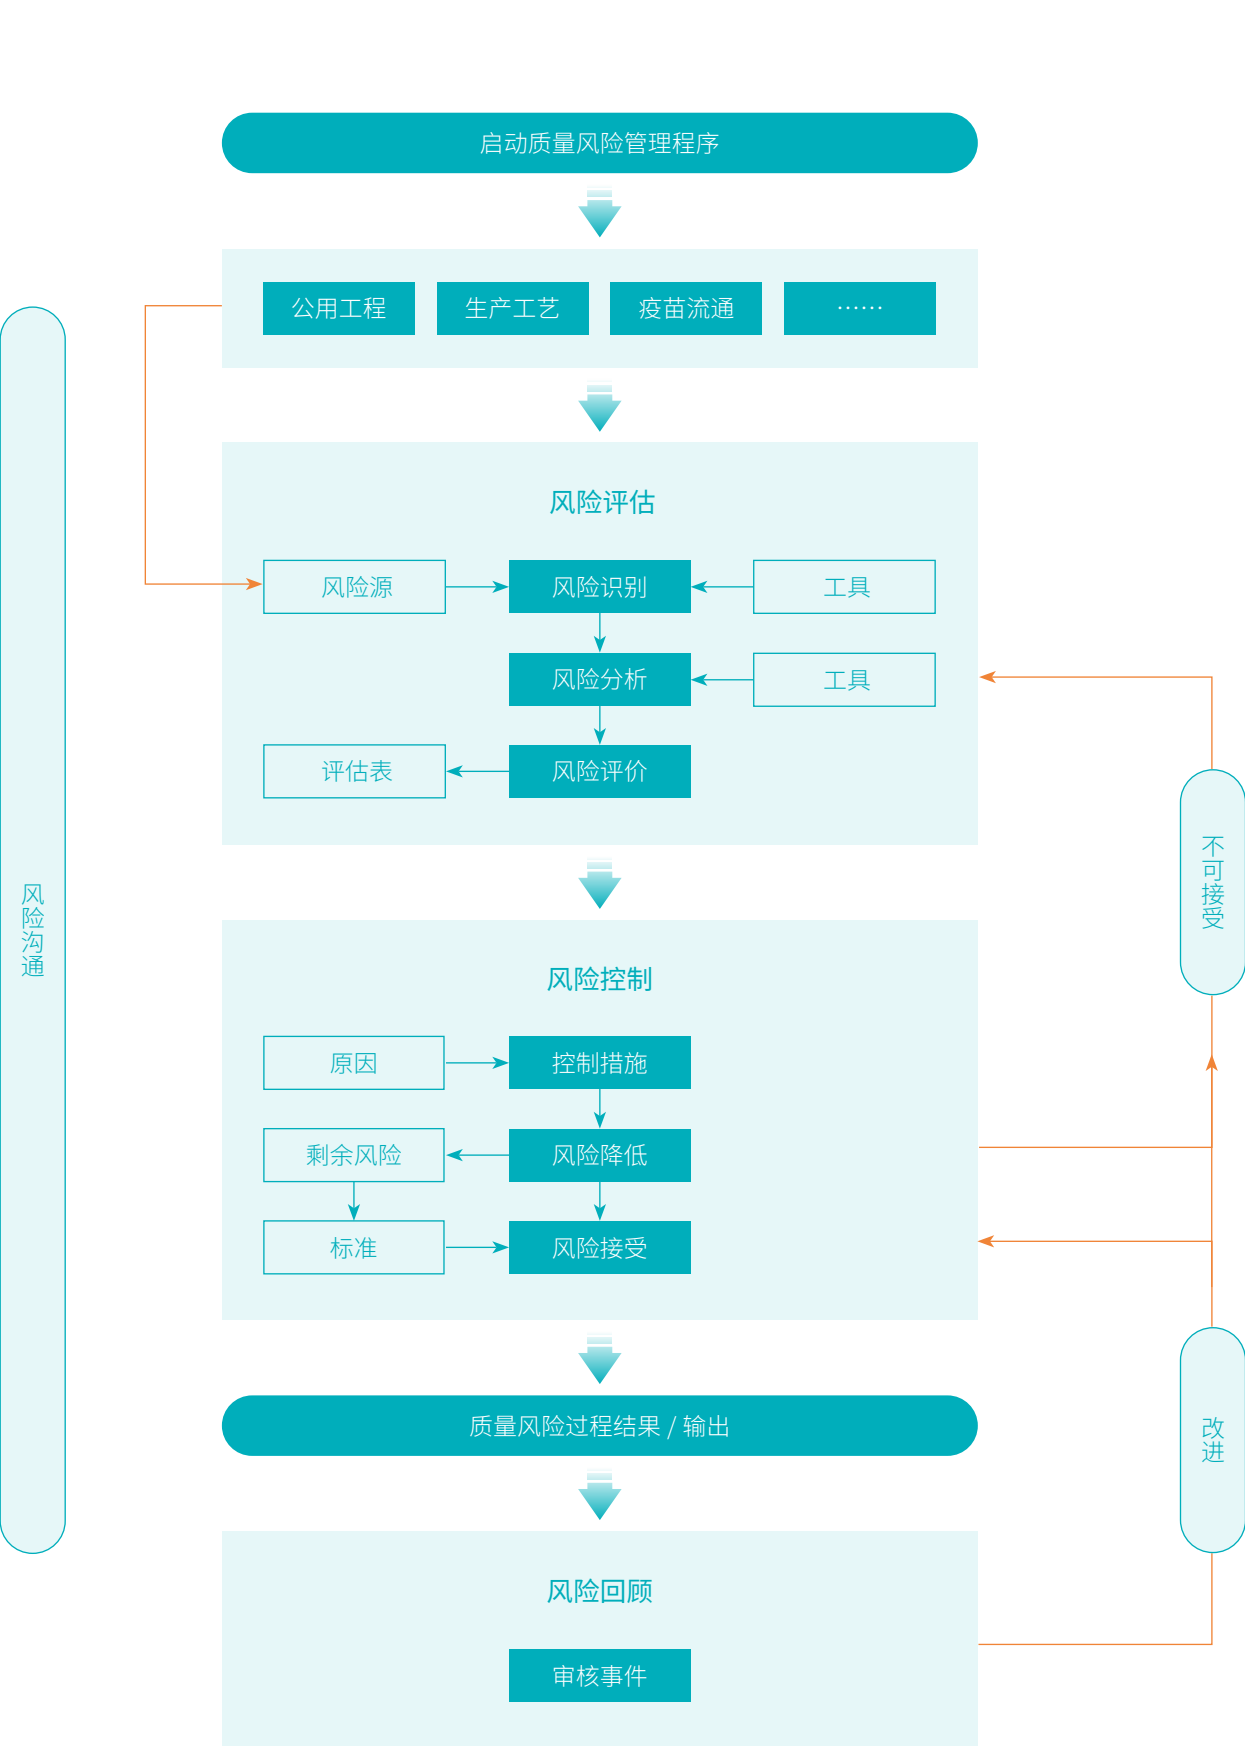 启动质量风险管理程序
公用工程
生产工艺
疫苗流通
······
风险评估
风险源
风险识别
工具
风险分析
工具
评估表
风险评价
风险沟通
不可接受
风险控制
原因
控制措施
剩余风险
风险降低
标准
风险接受
质量风险过程结果 / 输出
改进
风险回顾
审核事件